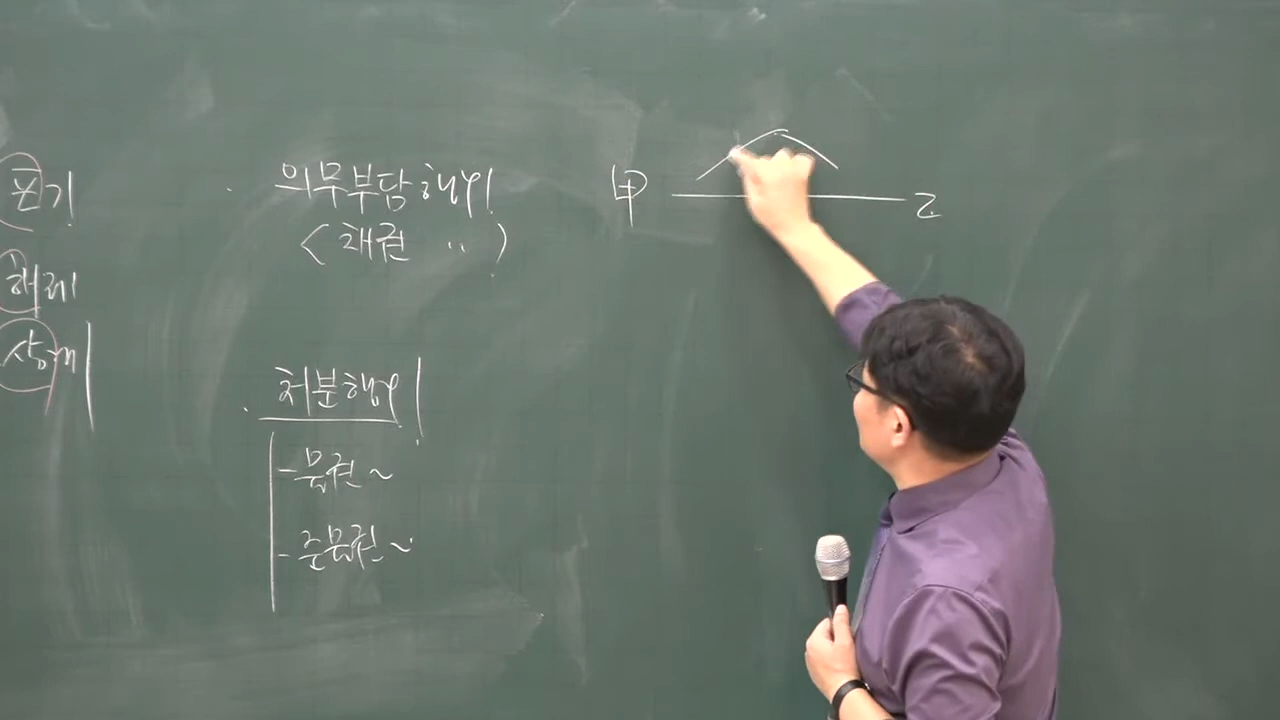 포기
해제
상계
· 의무부담행위
(채권 〃)
· 처분행위
- 물권~
- 준물권~
甲 乙